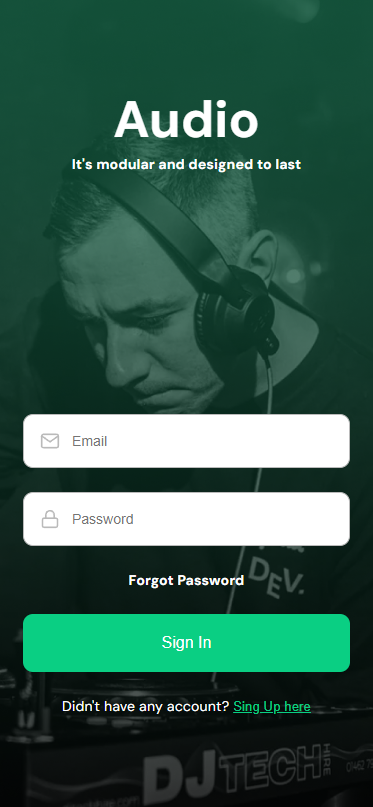 Audio
It's modular and designed to last
Email
Password
DEV.
Forgot Password
Sign In
Didn't have any account? Sing Up here
DJTECH
HIRE